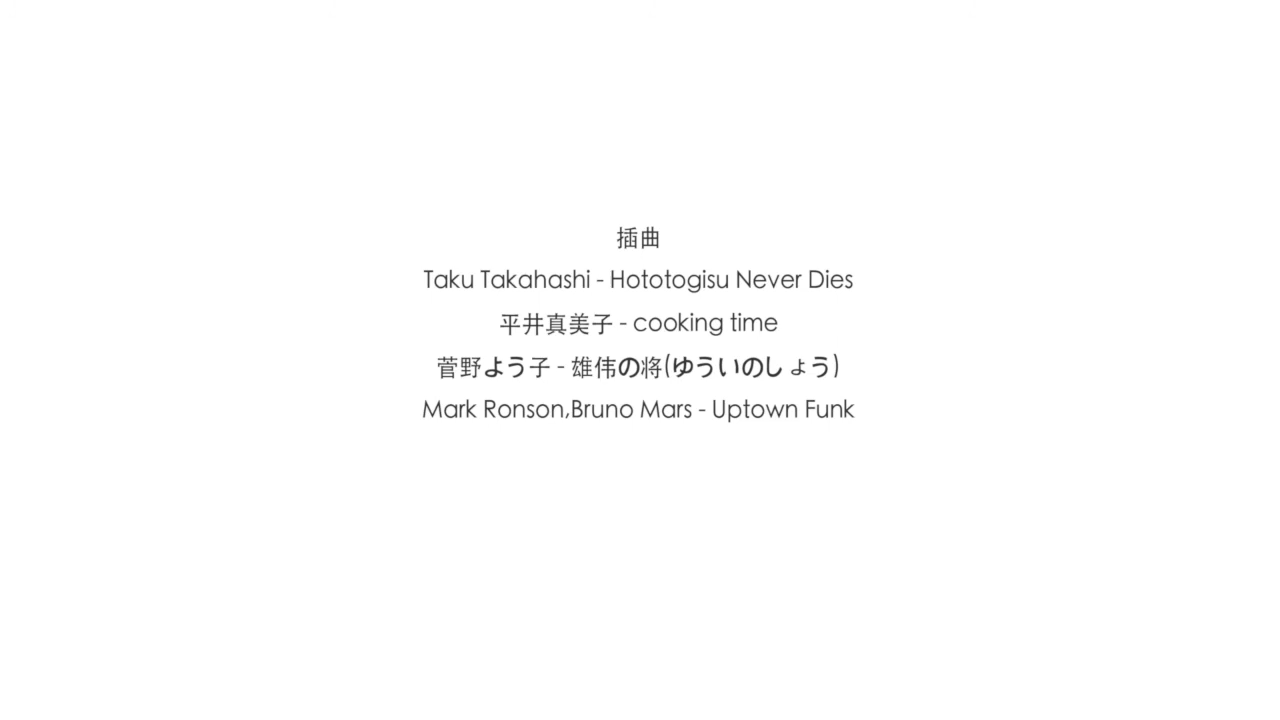 插曲
Taku Takahashi - Hototogisu Never Dies
平井真美子 - cooking time
菅野よう子 - 雄伟の将(ゆういのしょう)
Mark Ronson,Bruno Mars - Uptown Funk